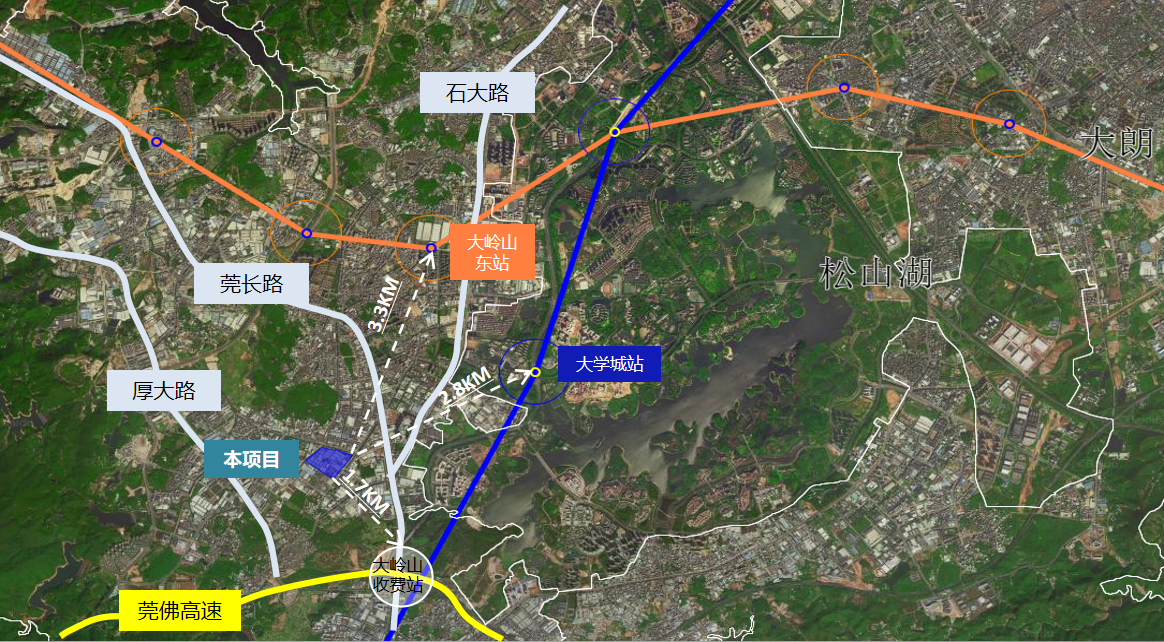 石大路
大朗
大岭山
东站
松山湖
莞长路
3.3KM
大学城站
2.8KM
厚大路
本项目
1.7KM
大岭山
收费站
莞佛高速